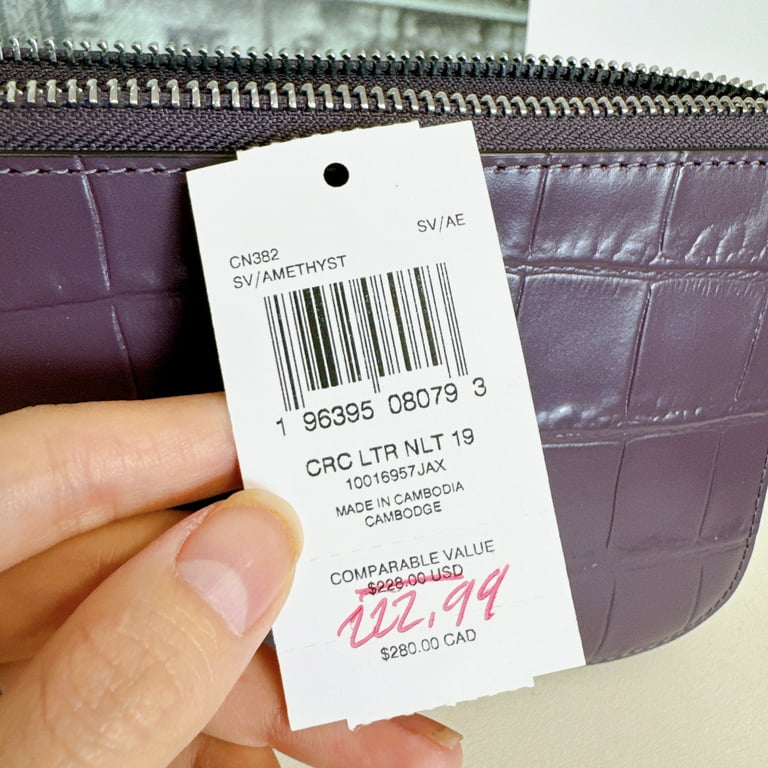 SV/AE
CN382
SV/AMETHYST
1 96395 08079 3
CRC LTR NLT 19
10016957JAX
MADE IN CAMBODIA
CAMBODGE
COMPARABLE VALUE
$228.00 USD
222.99
$280.00 CAD